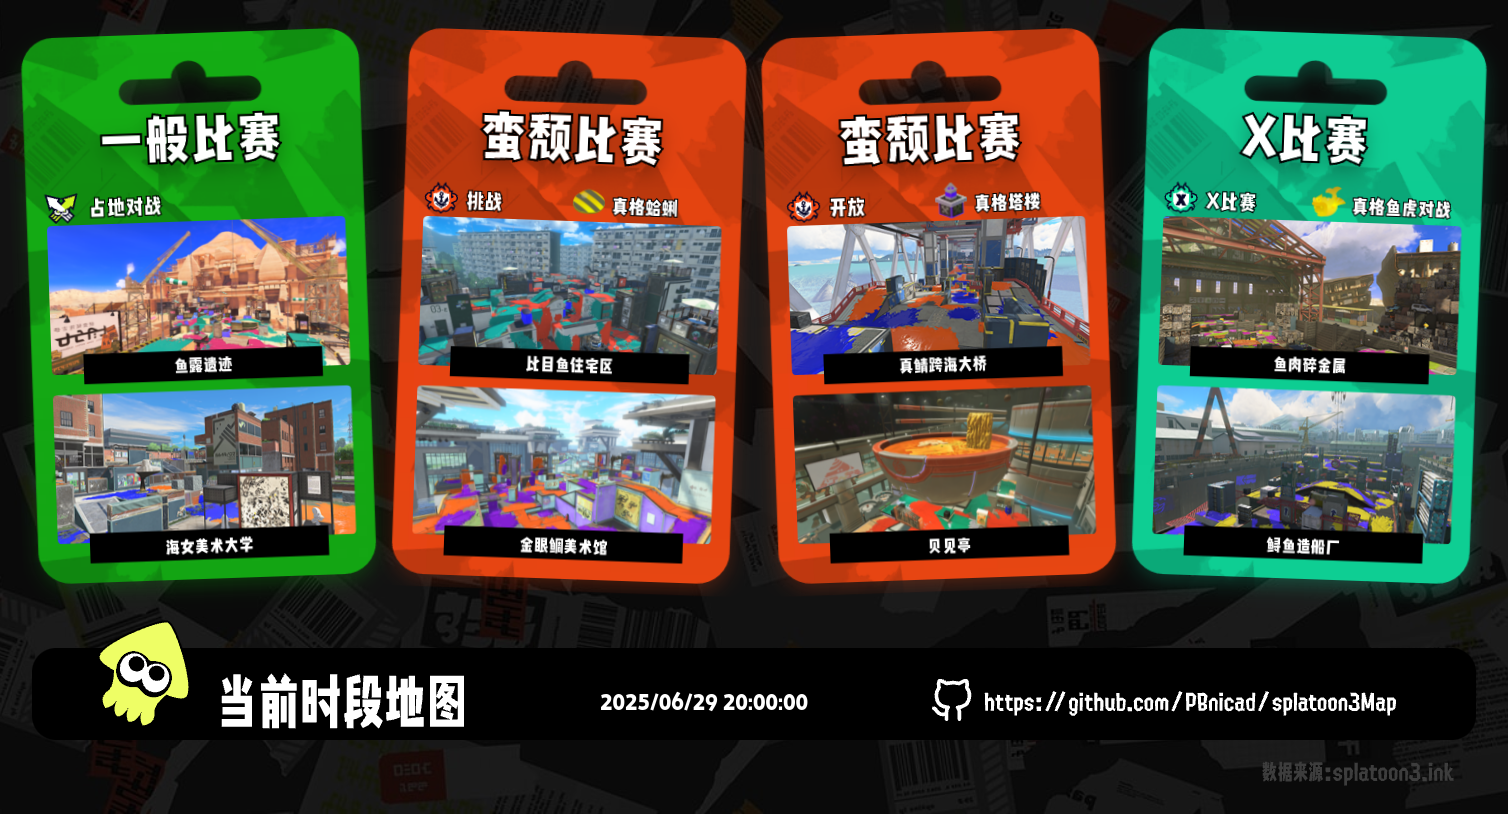 一般比赛
占地对战
鱼露遗迹
海女美术大学
蛮颓比赛
挑战
真格蛤蜊
比目鱼住宅区
金眼鲷美术馆
蛮颓比赛
开放
真格塔楼
真鲭跨海大桥
贝见亭
X比赛
X比赛
真格鱼虎对战
鱼肉碎金属
鲟鱼造船厂
当前时段地图
2025/06/29 20:00:00
https://github.com/PBnicad/splatoon3Map
数据来源:splatoon3.ink